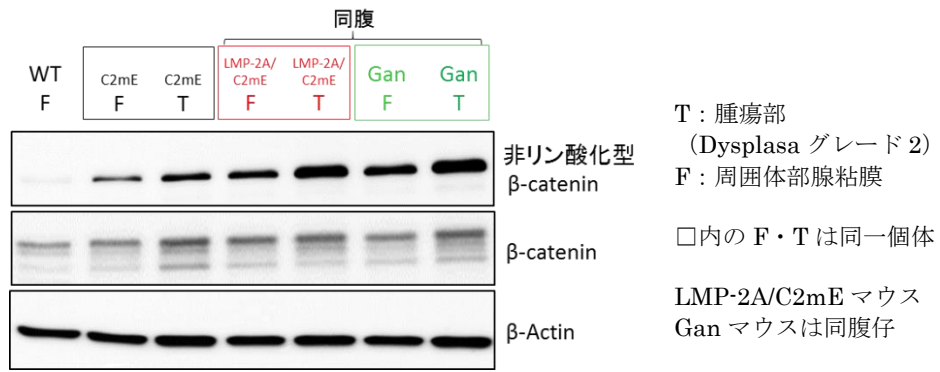 同腹
WT C2mE C2mE LMP-2A/ LMP-2A/ Gan Gan
C2mE C2mE
F F T F T F T
非リン酸化型
β-catenin
β-catenin
β-Actin
T：腫瘍部
（Dysplasa グレード 2）
F：周囲体部腺粘膜
□内の F・T は同一個体
LMP-2A/C2mE マウス
Gan マウスは同腹仔